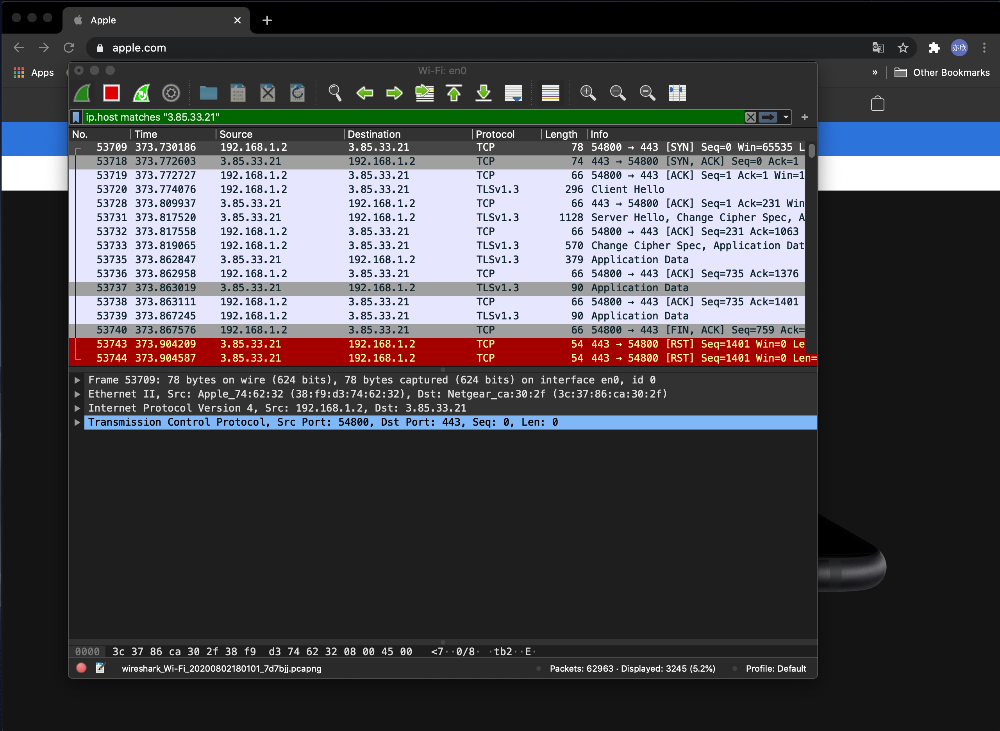 Apple
apple.com
亦欣
Apps
» Other Bookmarks
Wi-Fi: en0
ip.host matches "3.85.33.21"
No. Time Source Destination Protocol Length Info
53709 373.730186 192.168.1.2 3.85.33.21 TCP 78 54800 → 443 [SYN] Seq=0 Win=65535 L
53718 373.772603 3.85.33.21 192.168.1.2 TCP 74 443 → 54800 [SYN, ACK] Seq=0 Ack=1
53719 373.772727 192.168.1.2 3.85.33.21 TCP 66 54800 → 443 [ACK] Seq=1 Ack=1 Win=1
53720 373.774076 192.168.1.2 3.85.33.21 TLSv1.3 296 Client Hello
53728 373.809937 3.85.33.21 192.168.1.2 TCP 66 443 → 54800 [ACK] Seq=1 Ack=231 Win
53731 373.817520 3.85.33.21 192.168.1.2 TLSv1.3 1128 Server Hello, Change Cipher Spec, A
53732 373.817558 192.168.1.2 3.85.33.21 TCP 66 54800 → 443 [ACK] Seq=231 Ack=1063
53733 373.819065 192.168.1.2 3.85.33.21 TLSv1.3 570 Change Cipher Spec, Application Dat
53735 373.862847 3.85.33.21 192.168.1.2 TLSv1.3 379 Application Data
53736 373.862958 192.168.1.2 3.85.33.21 TCP 66 54800 → 443 [ACK] Seq=735 Ack=1376
53737 373.863019 3.85.33.21 192.168.1.2 TLSv1.3 90 Application Data
53738 373.863111 192.168.1.2 3.85.33.21 TCP 66 54800 → 443 [ACK] Seq=735 Ack=1401
53739 373.867245 192.168.1.2 3.85.33.21 TLSv1.3 90 Application Data
53740 373.867576 192.168.1.2 3.85.33.21 TCP 66 54800 → 443 [FIN, ACK] Seq=759 Ack=
53743 373.904209 3.85.33.21 192.168.1.2 TCP 54 443 → 54800 [RST] Seq=1401 Win=0 Le
53744 373.904587 3.85.33.21 192.168.1.2 TCP 54 443 → 54800 [RST] Seq=1401 Win=0 Len=
Frame 53709: 78 bytes on wire (624 bits), 78 bytes captured (624 bits) on interface en0, id 0
Ethernet II, Src: Apple_74:62:32 (38:f9:d3:74:62:32), Dst: Netgear_ca:30:2f (3c:37:86:ca:30:2f)
Internet Protocol Version 4, Src: 192.168.1.2, Dst: 3.85.33.21
Transmission Control Protocol, Src Port: 54800, Dst Port: 443, Seq: 0, Len: 0
0000 3c 37 86 ca 30 2f 38 f9 d3 74 62 32 08 00 45 00 <7··0/8· ·tb2··E·
wireshark_Wi-Fi_20200802180101_7d7bjj.pcapng Packets: 62963 · Displayed: 3245 (5.2%) Profile: Default